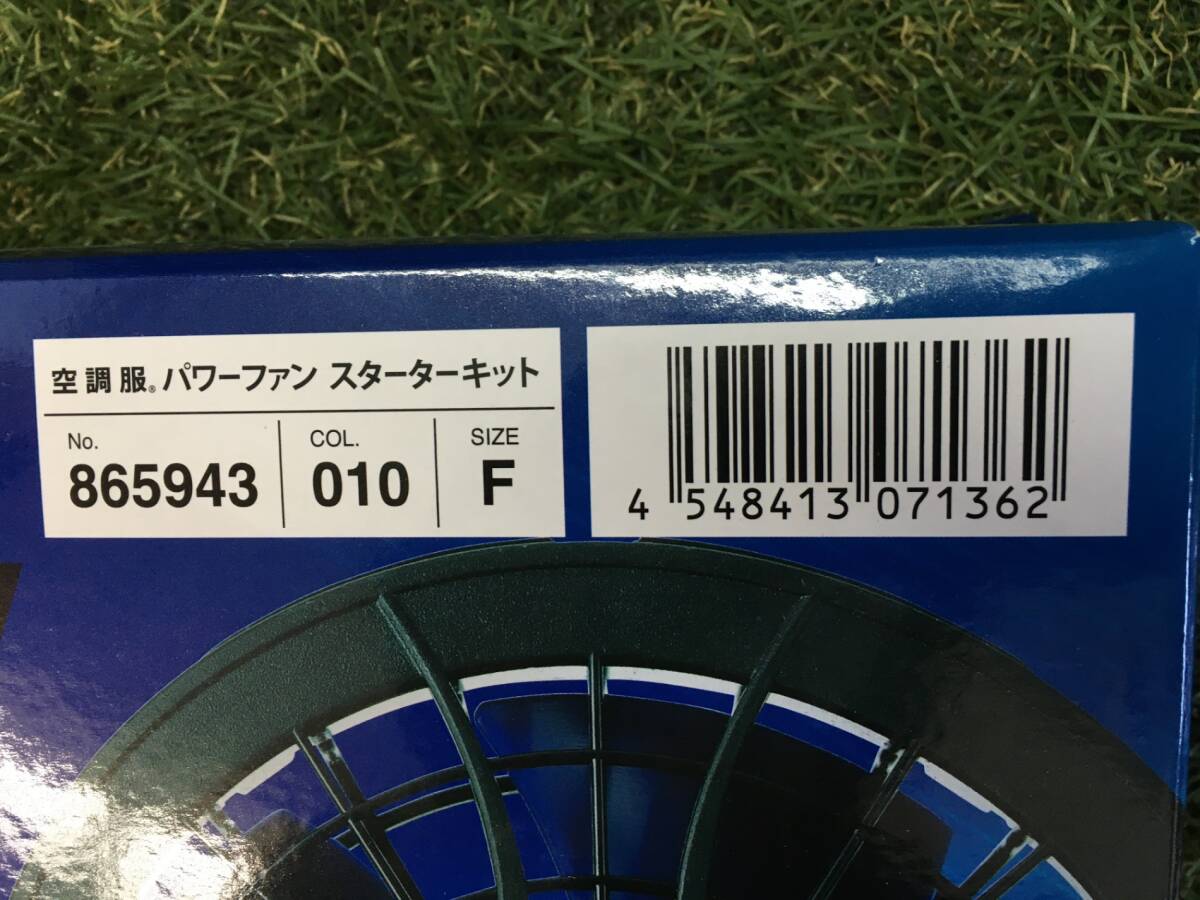 空調服® パワーファン スターターキット
No. COL. SIZE
865943 010 F
4 548413 071362